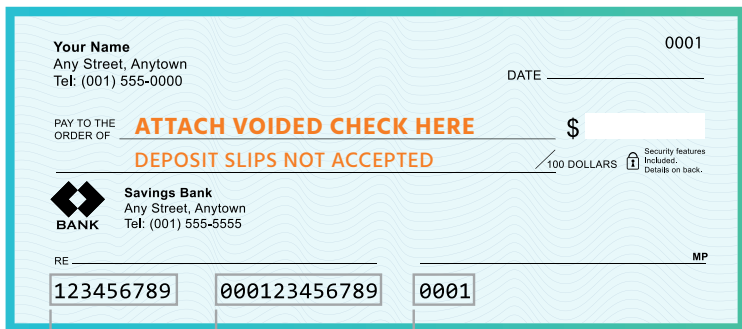 Your Name
0001
Any Street, Anytown
Tel: (001) 555-0000
DATE
PAY TO THE
ORDER OF
ATTACH VOIDED CHECK HERE
$
DEPOSIT SLIPS NOT ACCEPTED
/100 DOLLARS
Security features
Included.
Details on back.
BANK
Savings Bank
Any Street, Anytown
Tel: (001) 555-5555
RE
MP
123456789 000123456789 0001